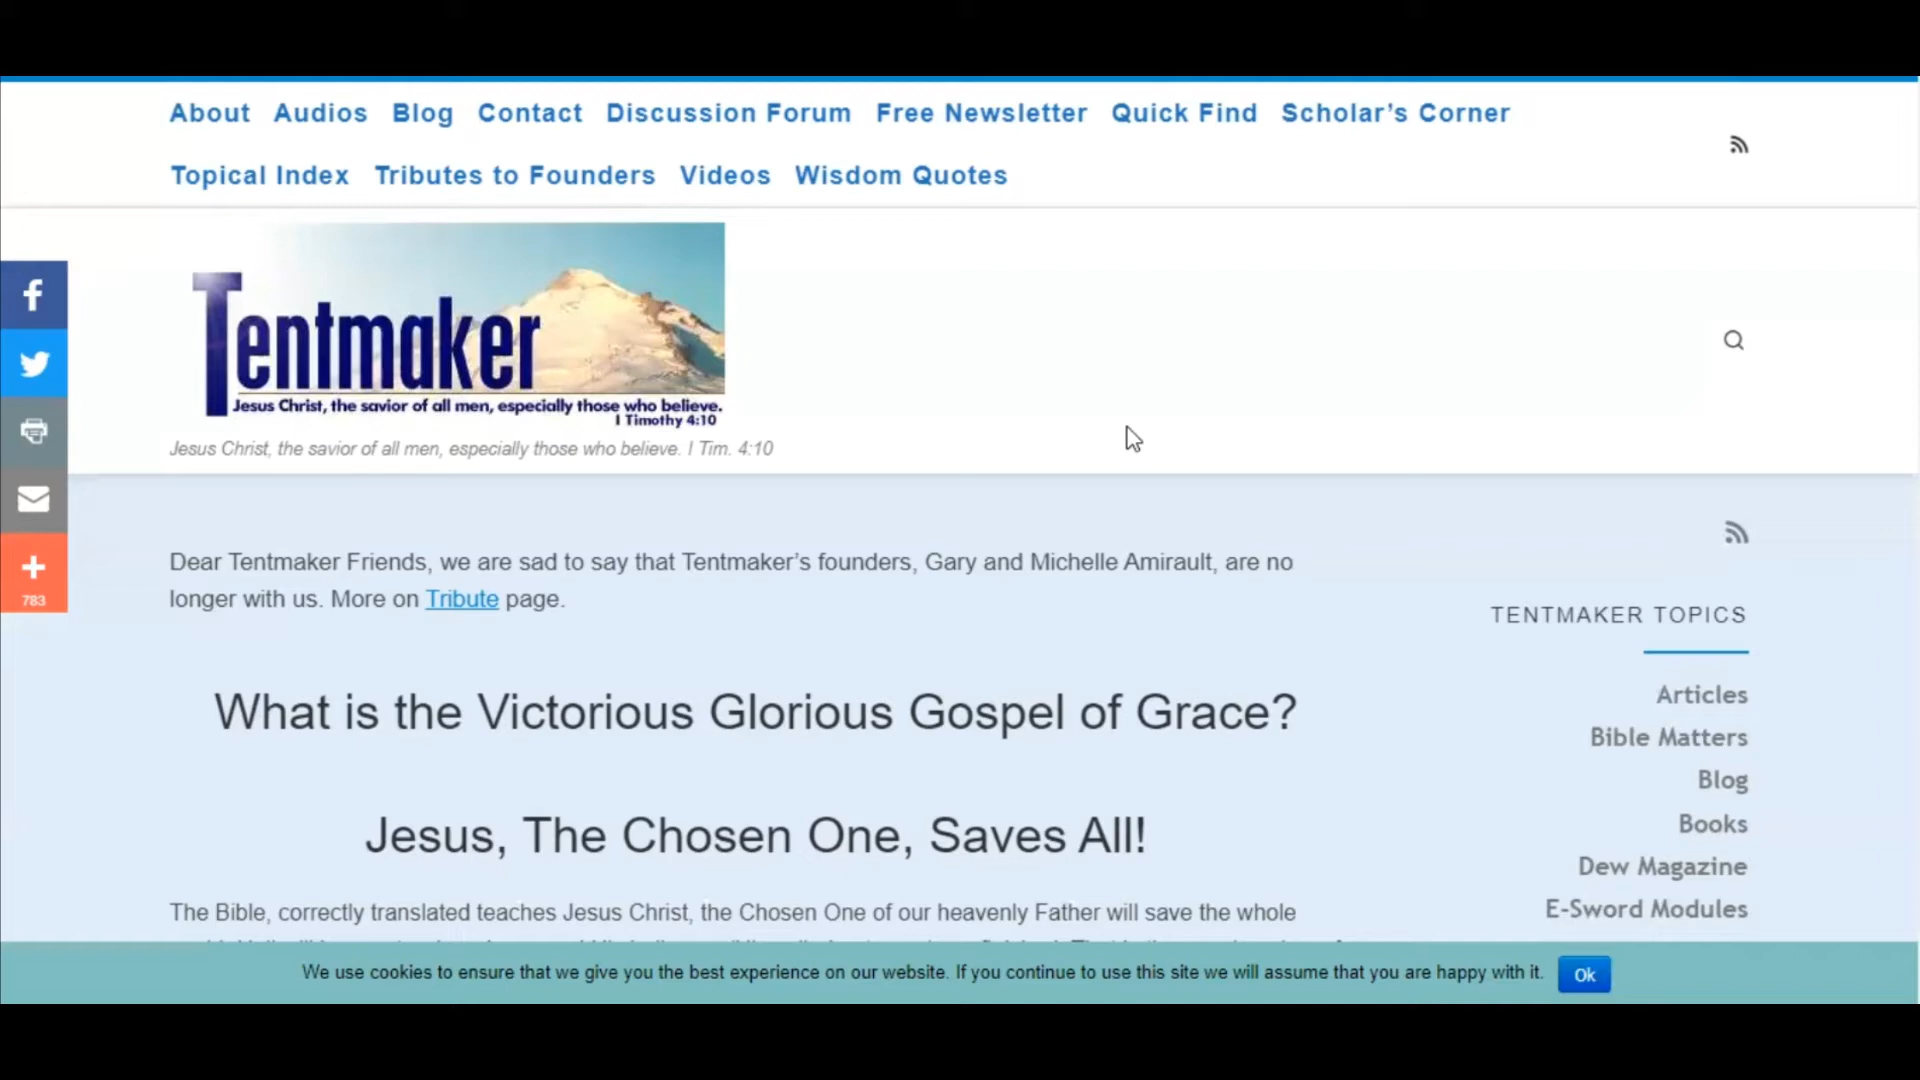 About Audios Blog Contact Discussion Forum Free Newsletter Quick Find Scholar’s Corner
Topical Index Tributes to Founders Videos Wisdom Quotes
Tentmaker
Jesus Christ, the savior of all men, especially those who believe.
I Timothy 4:10
Jesus Christ, the savior of all men, especially those who believe. I Tim. 4:10
783
Dear Tentmaker Friends, we are sad to say that Tentmaker’s founders, Gary and Michelle Amirault, are no
longer with us. More on Tribute page.
What is the Victorious Glorious Gospel of Grace?
Jesus, The Chosen One, Saves All!
The Bible, correctly translated teaches Jesus Christ, the Chosen One of our heavenly Father will save the whole
TENTMAKER TOPICS
Articles
Bible Matters
Blog
Books
Dew Magazine
E-Sword Modules
We use cookies to ensure that we give you the best experience on our website. If you continue to use this site we will assume that you are happy with it.
Ok